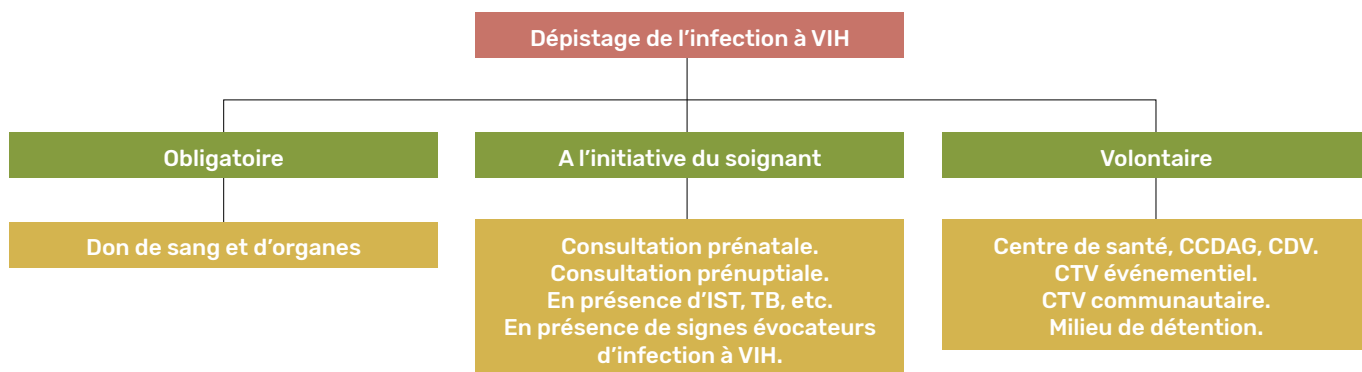 Dépistage de l’infection à VIH
Obligatoire
A l’initiative du soignant
Volontaire
Don de sang et d’organes
Consultation prénatale.
Consultation prénuptiale.
En présence d’IST, TB, etc.
En présence de signes évocateurs
d’infection à VIH.
Centre de santé, CCDAG, CDV.
CTV événementiel.
CTV communautaire.
Milieu de détention.